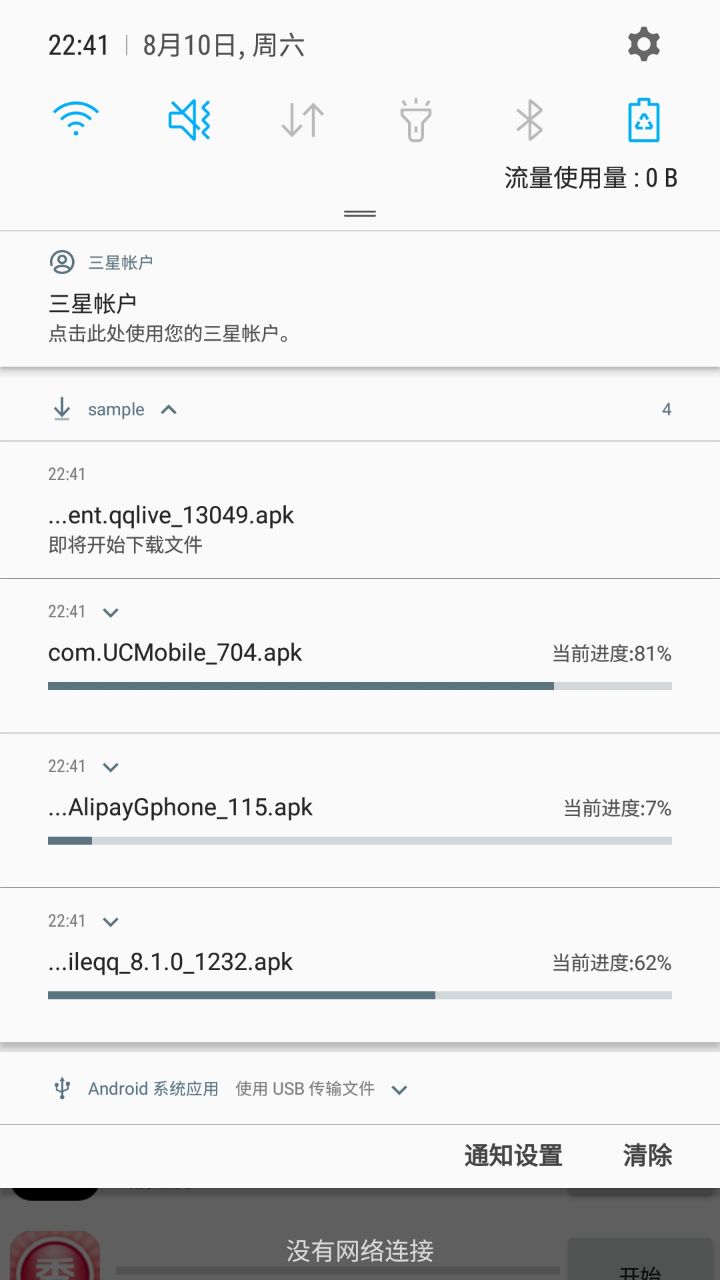 22:41 | 8月10日, 周六
流量使用量 : 0 B
三星帐户
三星帐户
点击此处使用您的三星帐户。
sample 4
22:41
...ent.qqlive_13049.apk
即将开始下载文件
22:41
com.UCMobile_704.apk 当前进度:81%
22:41
...AlipayGphone_115.apk 当前进度:7%
22:41
...ileqq_8.1.0_1232.apk 当前进度:62%
Android 系统应用 使用 USB 传输文件
通知设置 清除
没有网络连接
开始